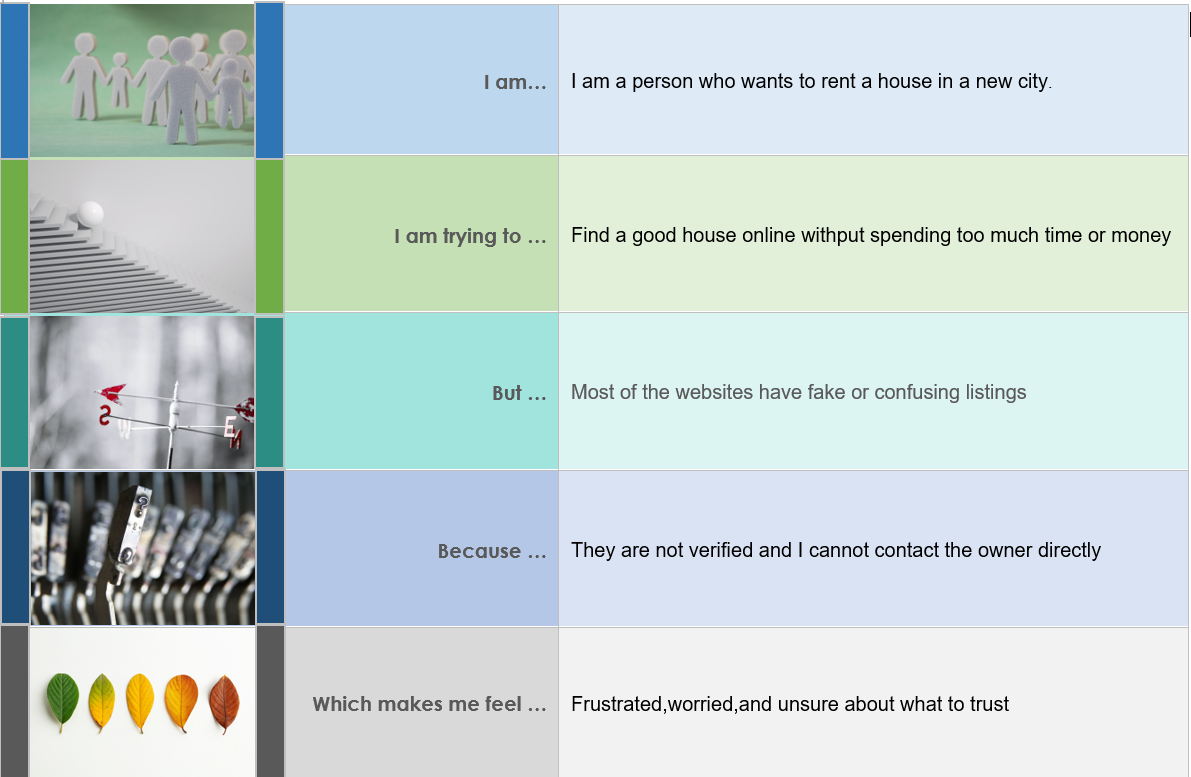 I am…
I am a person who wants to rent a house in a new city.
I am trying to …
Find a good house online withput spending too much time or money
But …
Most of the websites have fake or confusing listings
S
W
E
N
Because …
They are not verified and I cannot contact the owner directly
?
Which makes me feel …
Frustrated,worried,and unsure about what to trust